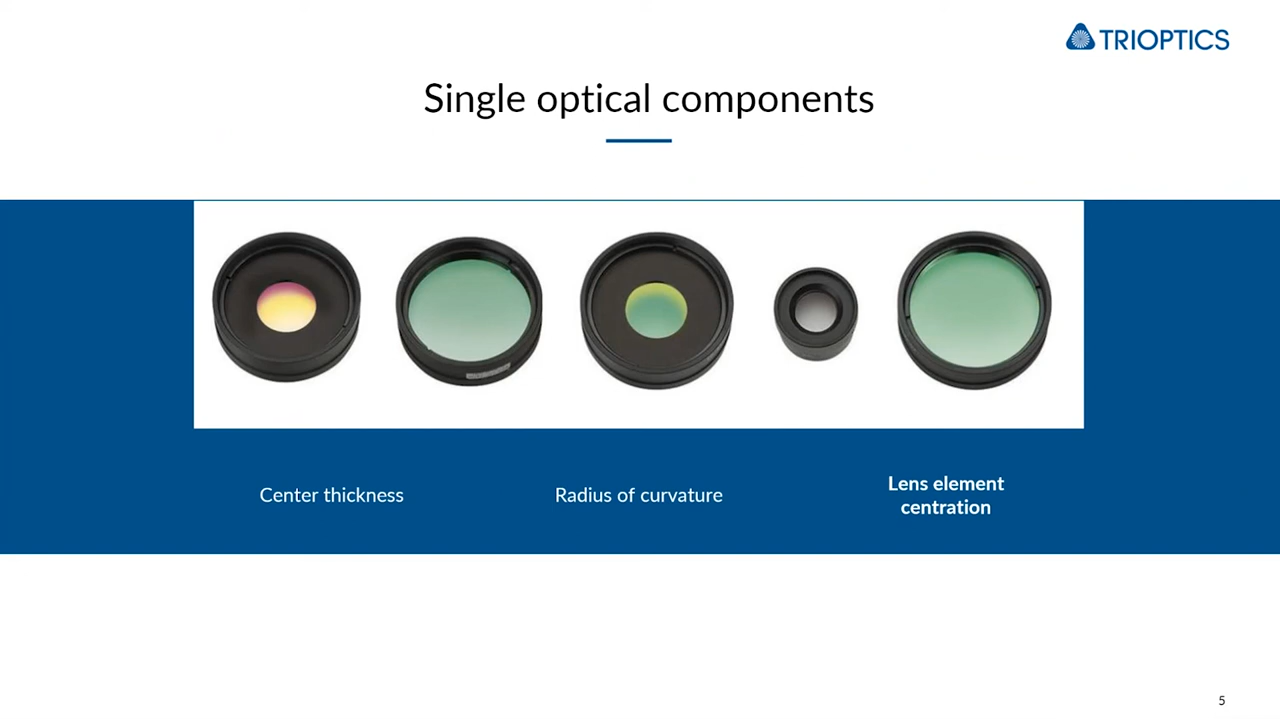 TRIOPTICS
Single optical components
Center thickness
Radius of curvature
Lens element
centration
5